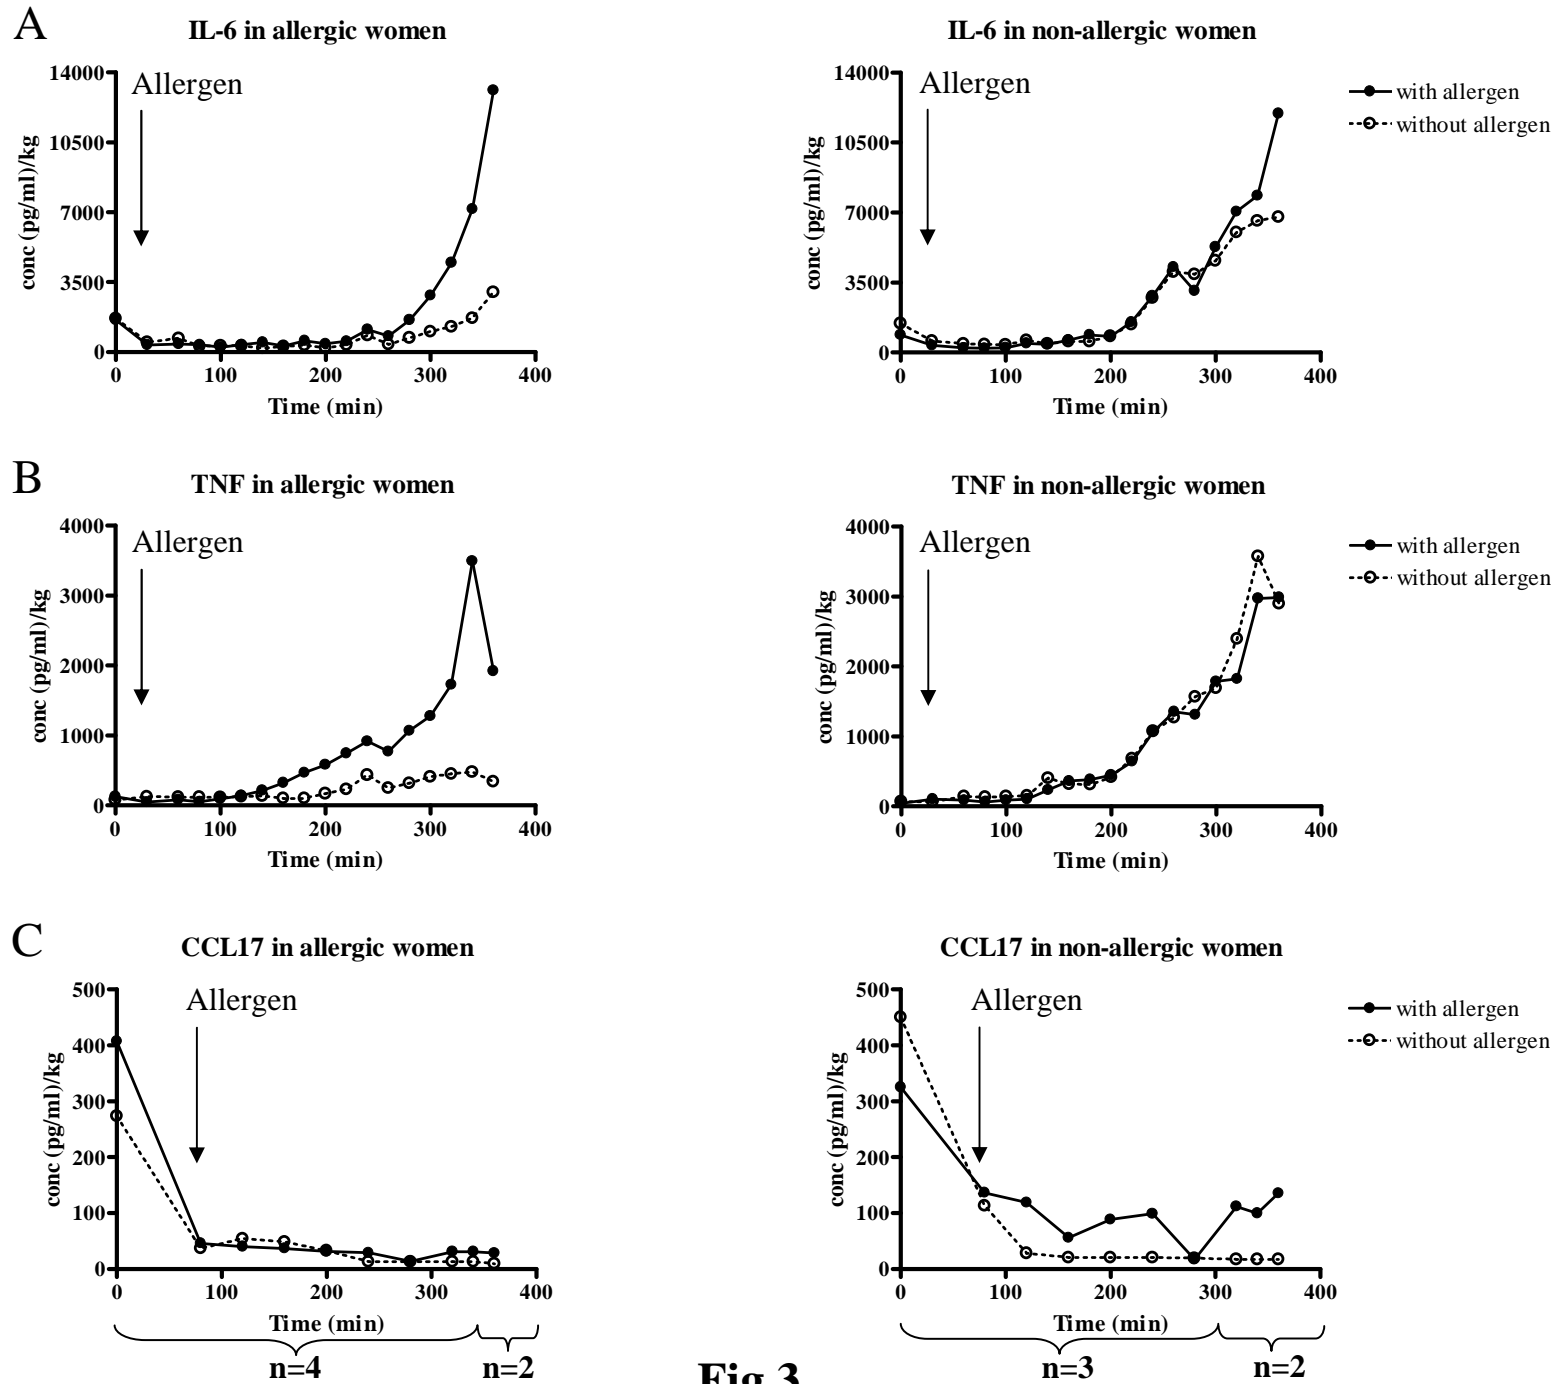 A
IL-6 in allergic women
14000
10500
7000
3500
0
conc (pg/ml)/kg
Allergen
0 100 200 300 400
Time (min)
IL-6 in non-allergic women
14000
10500
7000
3500
0
conc (pg/ml)/kg
Allergen
0 100 200 300 400
Time (min)
with allergen
without allergen
B
TNF in allergic women
4000
3000
2000
1000
0
conc (pg/ml)/kg
Allergen
0 100 200 300 400
Time (min)
TNF in non-allergic women
4000
3000
2000
1000
0
conc (pg/ml)/kg
Allergen
0 100 200 300 400
Time (min)
with allergen
without allergen
C
CCL17 in allergic women
500
400
300
200
100
0
conc (pg/ml)/kg
Allergen
0 100 200 300 400
Time (min)
n=4 n=2
CCL17 in non-allergic women
500
400
300
200
100
0
conc (pg/ml)/kg
Allergen
0 100 200 300 400
Time (min)
n=3 n=2
with allergen
without allergen
Fig 3